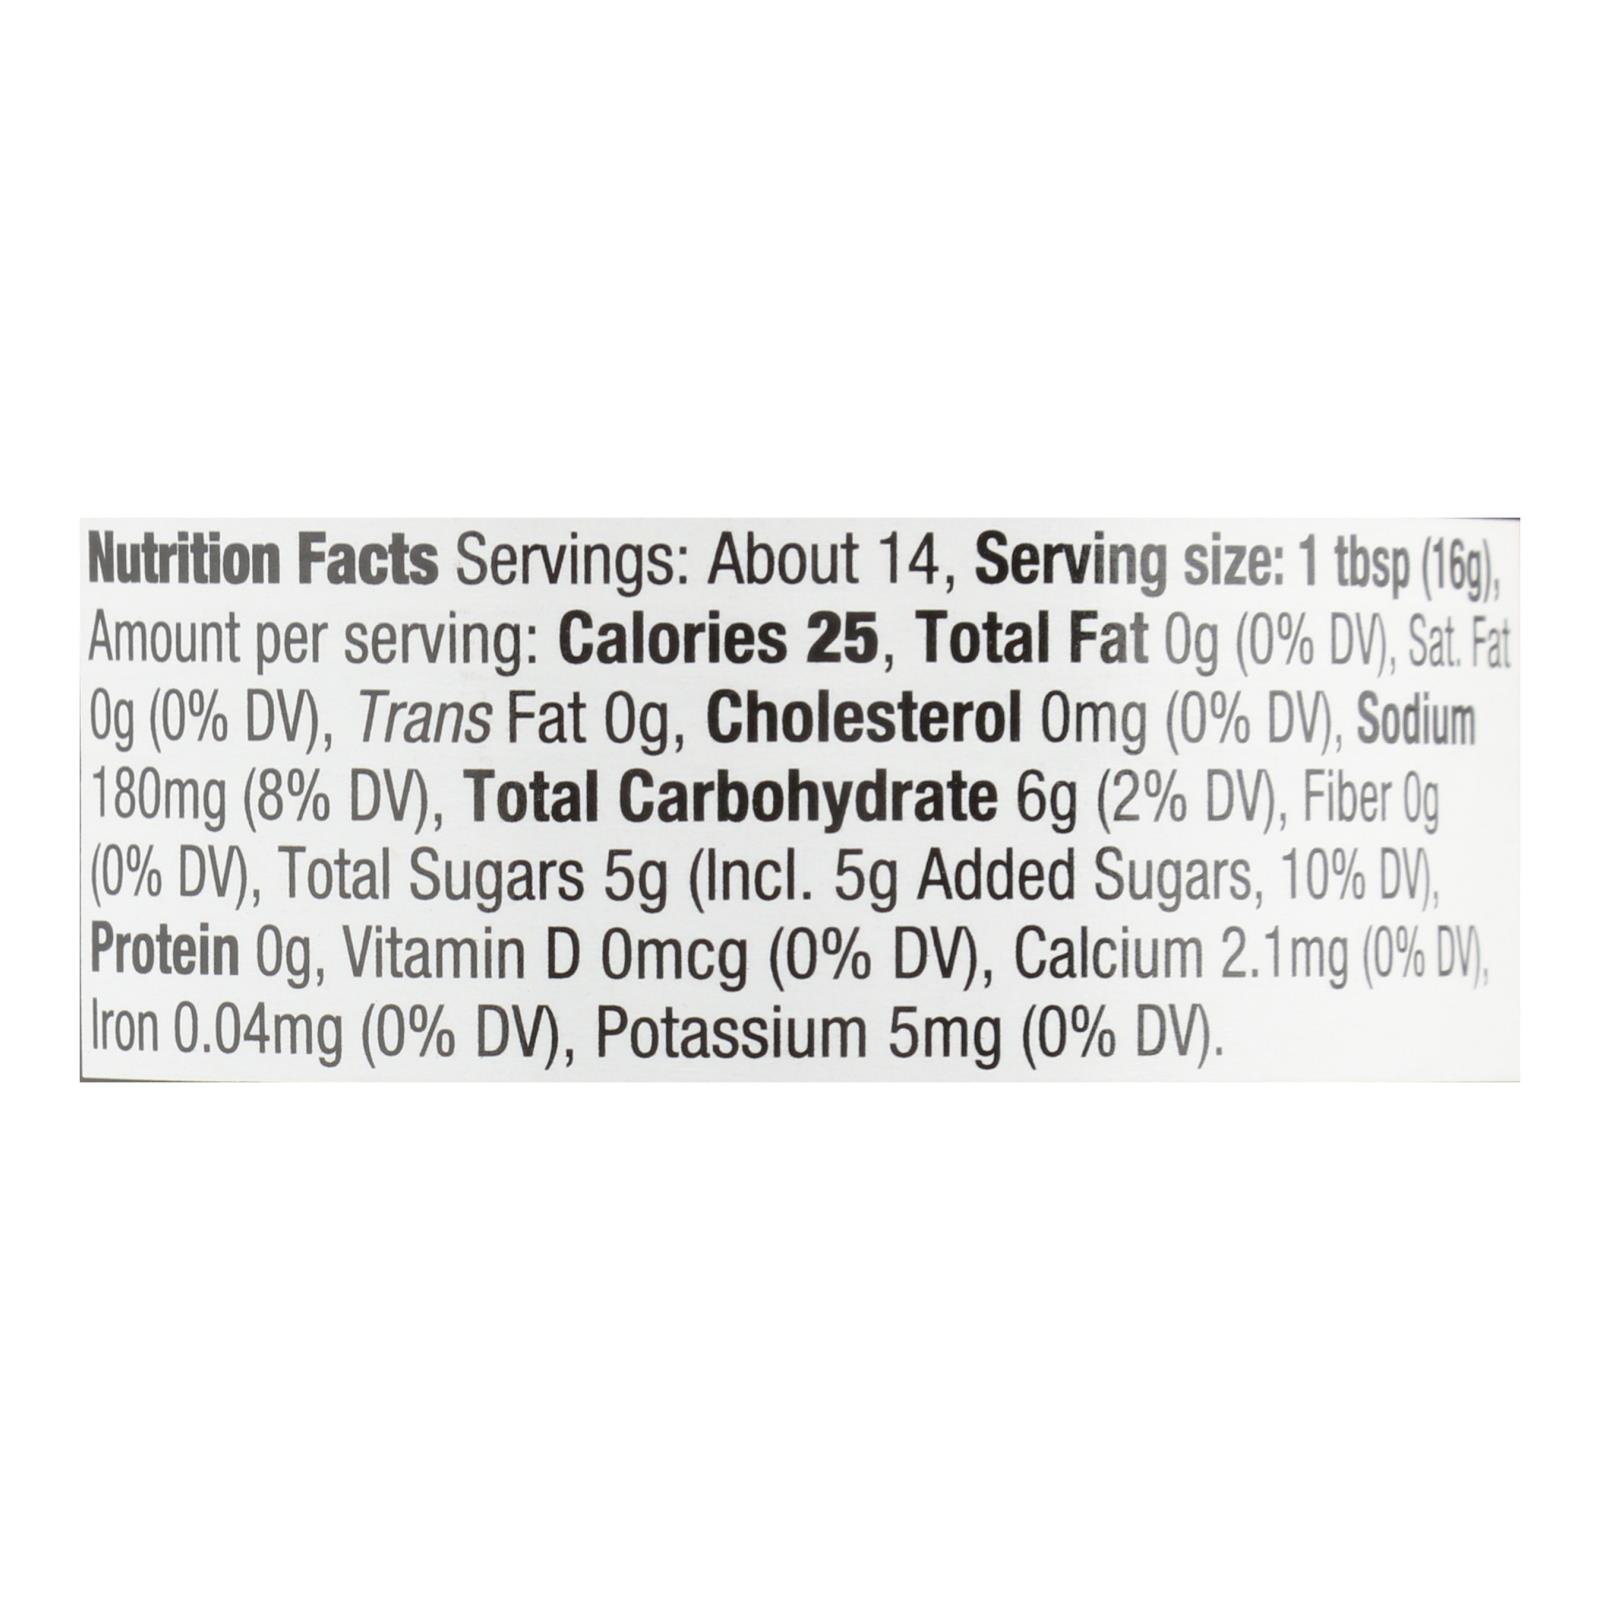 Nutrition Facts Servings: About 14, Serving size: 1 tbsp (16g),
Amount per serving: Calories 25, Total Fat 0g (0% DV), Sat. Fat
0g (0% DV), Trans Fat 0g, Cholesterol 0mg (0% DV), Sodium
180mg (8% DV), Total Carbohydrate 6g (2% DV), Fiber 0g
(0% DV), Total Sugars 5g (Incl. 5g Added Sugars, 10% DV),
Protein 0g, Vitamin D 0mcg (0% DV), Calcium 2.1mg (0% DV),
Iron 0.04mg (0% DV), Potassium 5mg (0% DV).